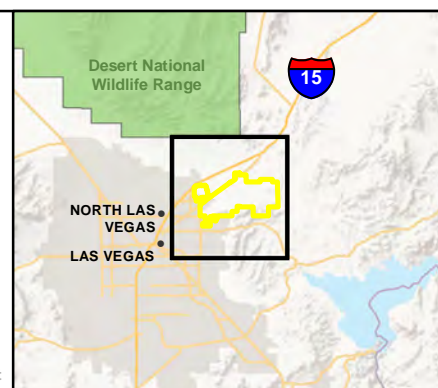 Desert National
Wildlife Range
15
NORTH LAS
VEGAS
LAS VEGAS